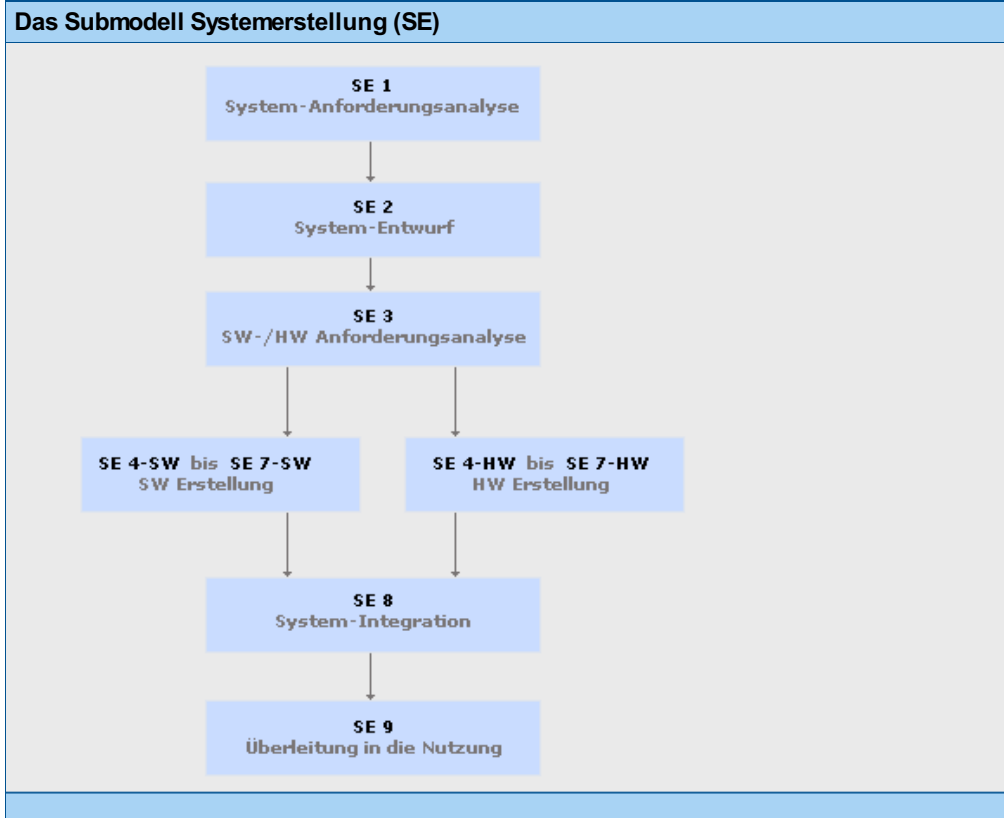 Das Submodell Systemerstellung (SE)
SE 1
System-Anforderungsanalyse
SE 2
System-Entwurf
SE 3
SW-/HW Anforderungsanalyse
SE 4-SW bis SE 7-SW
SW Erstellung
SE 4-HW bis SE 7-HW
HW Erstellung
SE 8
System-Integration
SE 9
Überleitung in die Nutzung